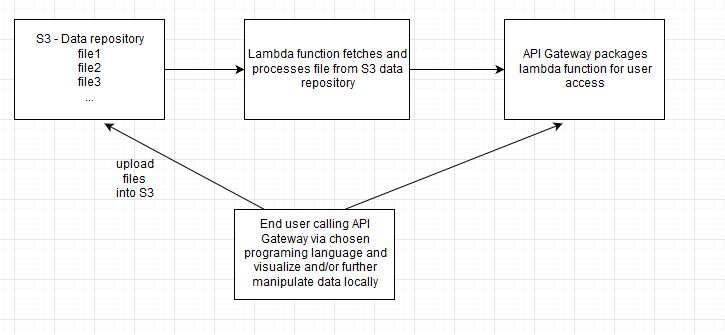 S3 - Data repository
file1
file2
file3
...
Lambda function fetches and
processes file from S3 data
repository
API Gateway packages
lambda function for user
access
upload
files
into S3
End user calling API
Gateway via chosen
programing language and
visualize and/or further
manipulate data locally